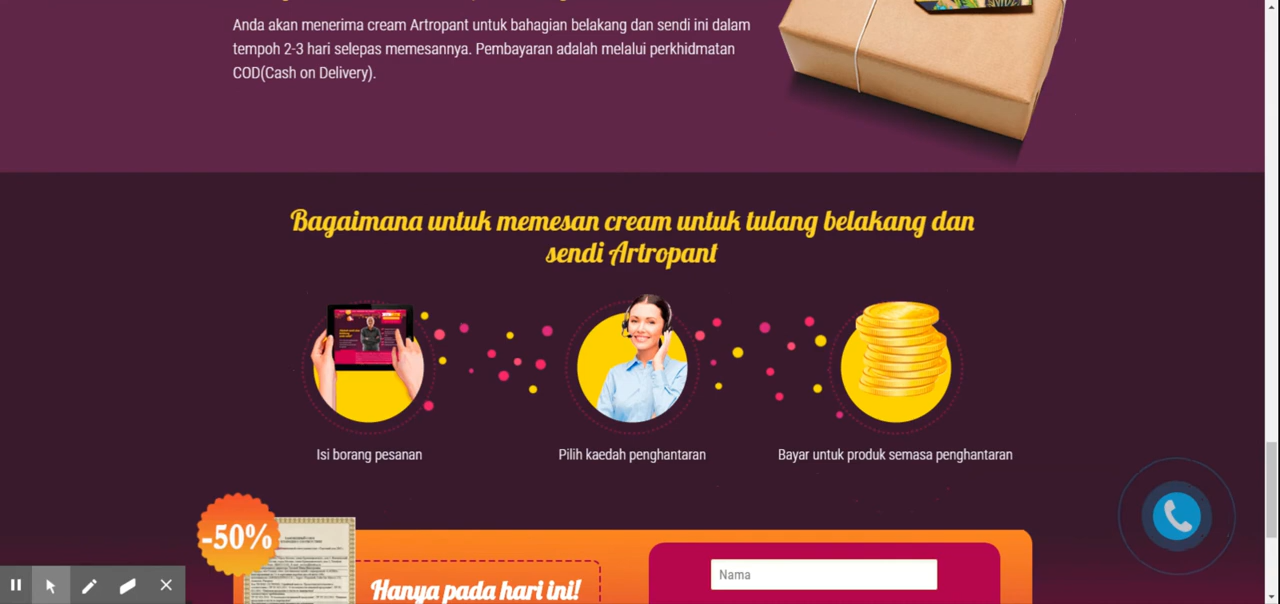 Anda akan menerima cream Artropant untuk bahagian belakang dan sendi ini dalam
tempoh 2-3 hari selepas memesannya. Pembayaran adalah melalui perkhidmatan
COD(Cash on Delivery).
Bagaimana untuk memesan cream untuk tulang belakang dan
sendi Artropant
Isi borang pesanan
Pilih kaedah penghantaran
Bayar untuk produk semasa penghantaran
-50%
Hanya pada hari ini!
Nama